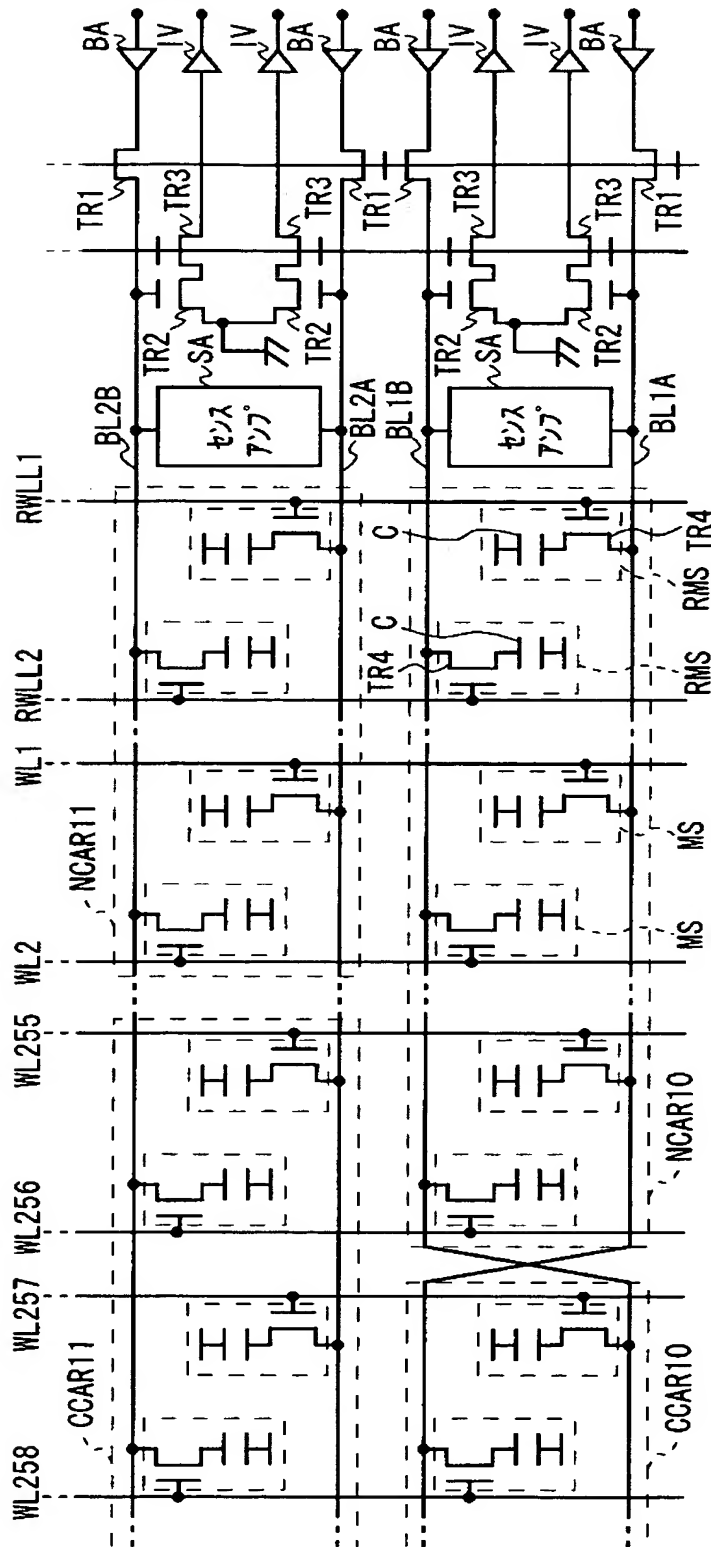 WL258
WL257
WL256
WL255
WL2
WL1
RWLL2
RWLL1
CCAR11
NCAR11
BL2B
TR1
BA
TR2
SA
TR3
IV
センス
アンプ
IV
TR2
TR3
BA
BL2A
TR1
TR4
C
C
BL1B
TR1
BA
TR2
SA
TR3
IV
センス
アンプ
IV
TR2
TR3
BA
BL1A
TR1
CCAR10
NCAR10
MS
MS
RMS
RMS
TR4